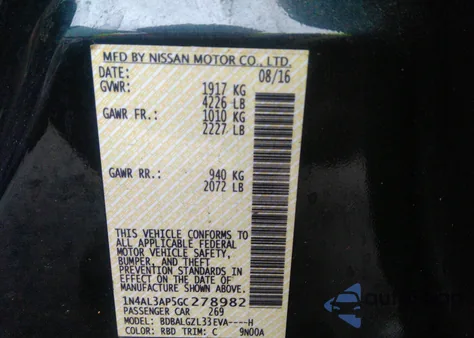 MFD BY NISSAN MOTOR CO., LTD.
DATE: 08/16
GVWR: 1917 KG
4226 LB
GAWR FR.: 1010 KG
2227 LB
GAWR RR.: 940 KG
2072 LB
THIS VEHICLE CONFORMS TO
ALL APPLICABLE FEDERAL
MOTOR VEHICLE SAFETY,
BUMPER, AND THEFT
PREVENTION STANDARDS
IN EFFECT ON THE DATE OF
MANUFACTURE SHOWN ABOVE.
1N4AL3AP5GC278982
PASSENGER CAR 269
MODEL: BDBALGZL33EVA----H
COLOR: RBD TRIM: C 9N00A